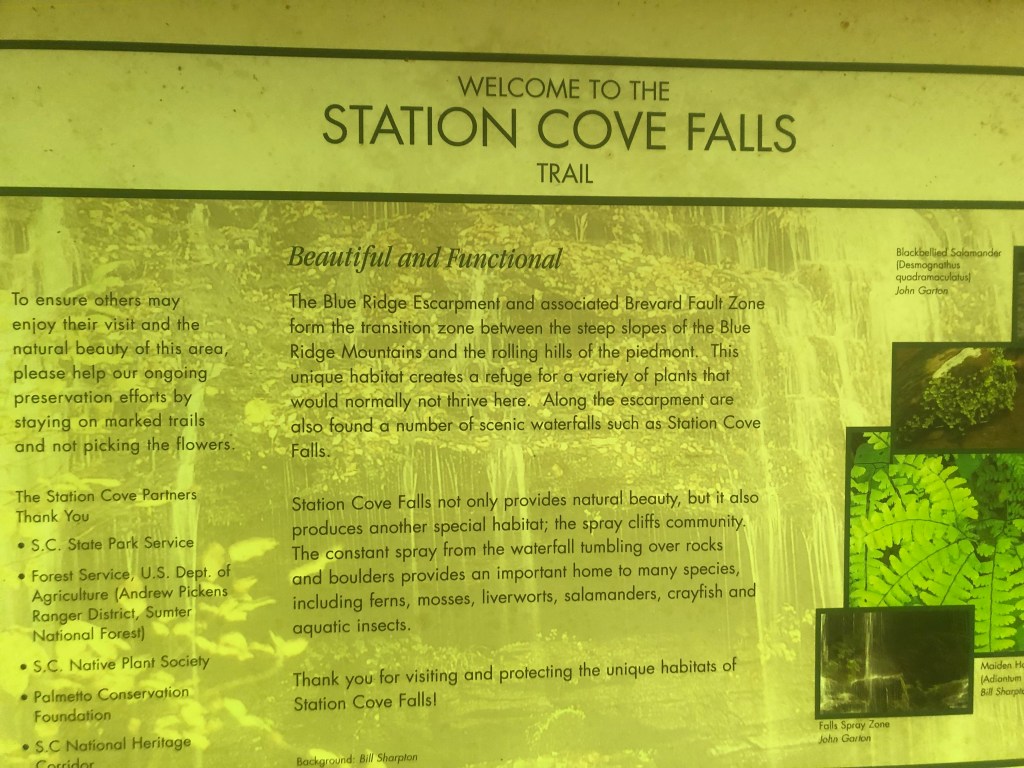 WELCOME TO THE
STATION COVE FALLS
TRAIL
To ensure others may
enjoy their visit and the
natural beauty of this area,
please help our ongoing
preservation efforts by
staying on marked trails
and not picking the flowers.
The Station Cove Partners
Thank You
• S.C. State Park Service
• Forest Service, U.S. Dept. of
Agriculture (Andrew Pickens
Ranger District, Sumter
National Forest)
• S.C. Native Plant Society
• Palmetto Conservation
Foundation
• S.C National Heritage
Corridor
Beautiful and Functional
The Blue Ridge Escarpment and associated Brevard Fault Zone
form the transition zone between the steep slopes of the Blue
Ridge Mountains and the rolling hills of the piedmont. This
unique habitat creates a refuge for a variety of plants that
would normally not thrive here. Along the escarpment are
also found a number of scenic waterfalls such as Station Cove
Falls.
Station Cove Falls not only provides natural beauty, but it also
produces another special habitat; the spray cliffs community.
The constant spray from the waterfall tumbling over rocks
and boulders provides an important home to many species,
including ferns, mosses, liverworts, salamanders, crayfish and
aquatic insects.
Thank you for visiting and protecting the unique habitats of
Station Cove Falls!
Background: Bill Sharpton
Blackbellied Salamander
(Desmognathus
quadramaculatus)
John Garton
Maiden
(Adiantum
Bill
Falls Spray Zone
John Garton